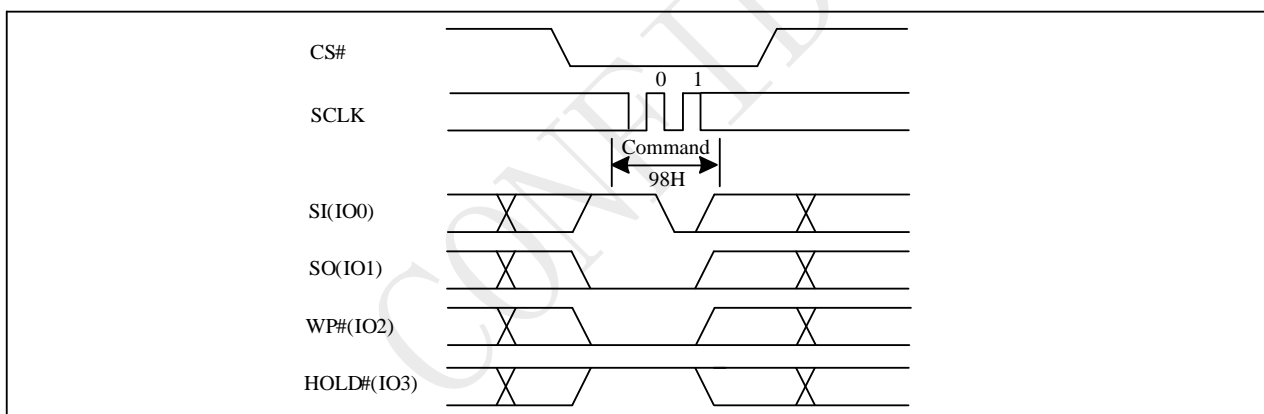 CS#
0 1
SCLK
Command
98H
SI(IO0)
SO(IO1)
WP#(IO2)
HOLD#(IO3)